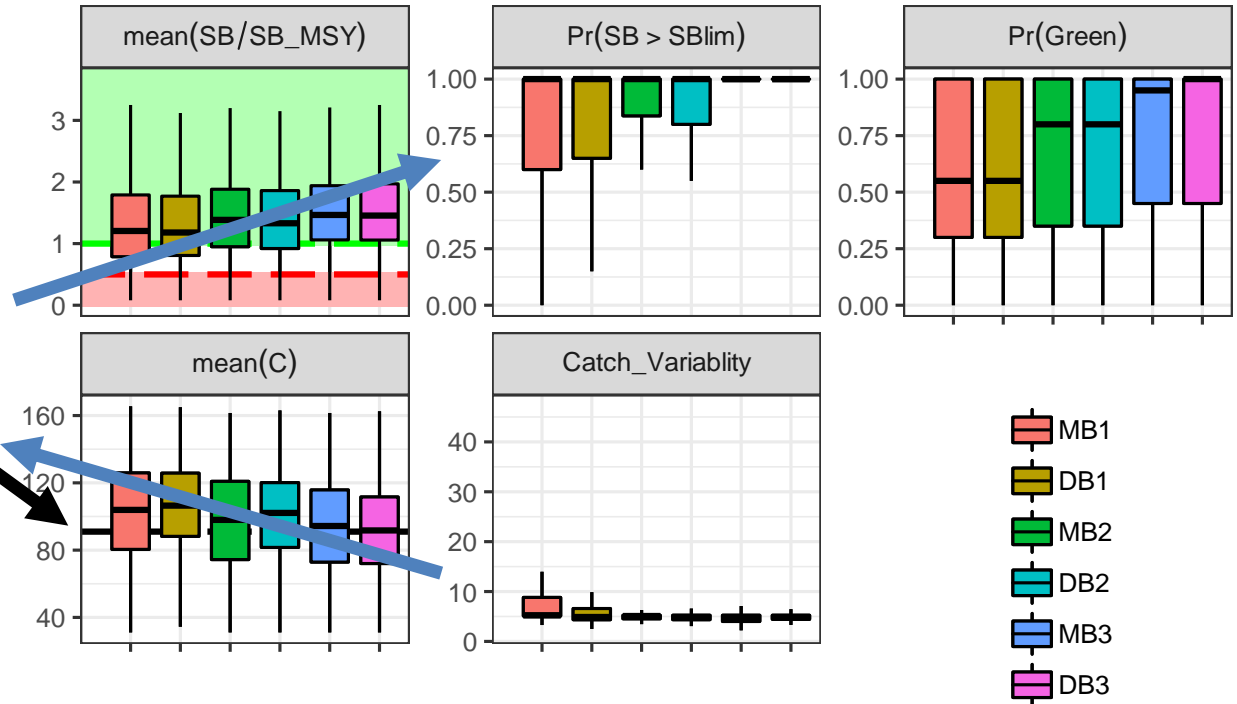 mean(SB/SB_MSY)
Pr(SB > SBlim)
Pr(Green)
3
2
1
0
1.00
0.75
0.50
0.25
0.00
1.00
0.75
0.50
0.25
0.00
mean(C)
Catch_Variablity
160
120
80
40
40
30
20
10
0
MB1
DB1
MB2
DB2
MB3
DB3